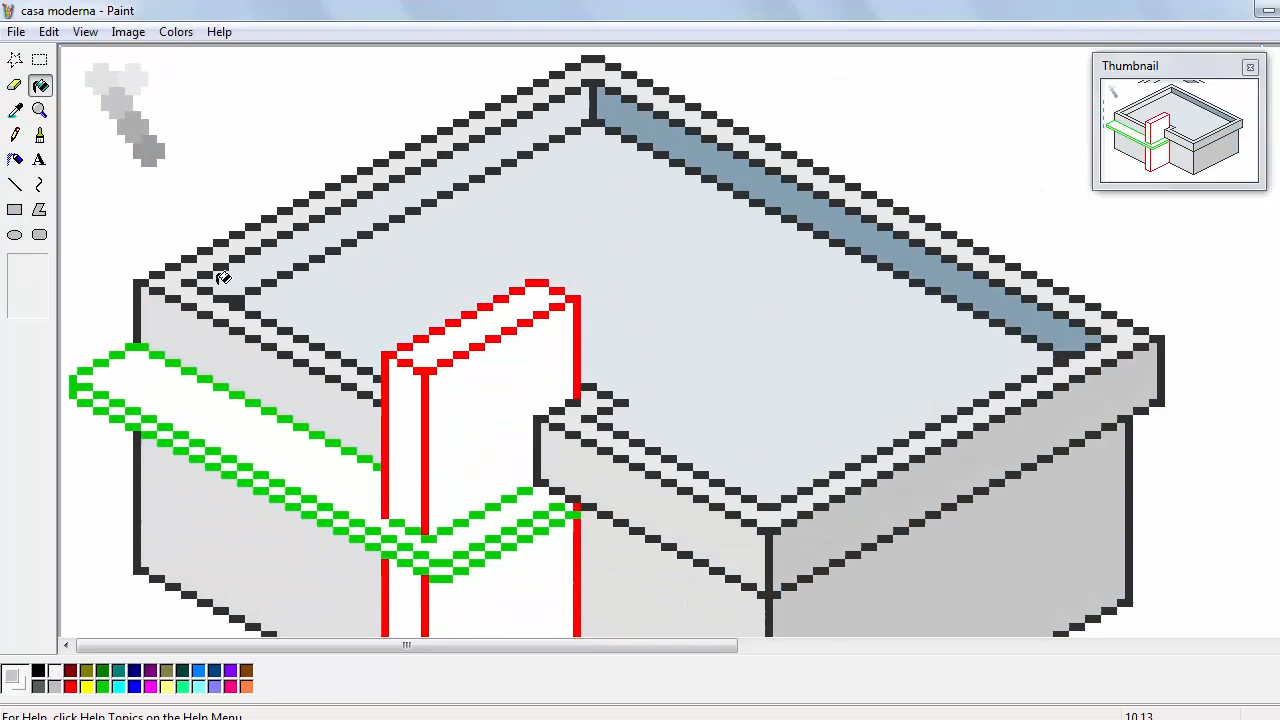 casa moderna - Paint
File Edit View Image Colors Help
Thumbnail
A
For Help, click Help Topics on the Help Menu.
10,13